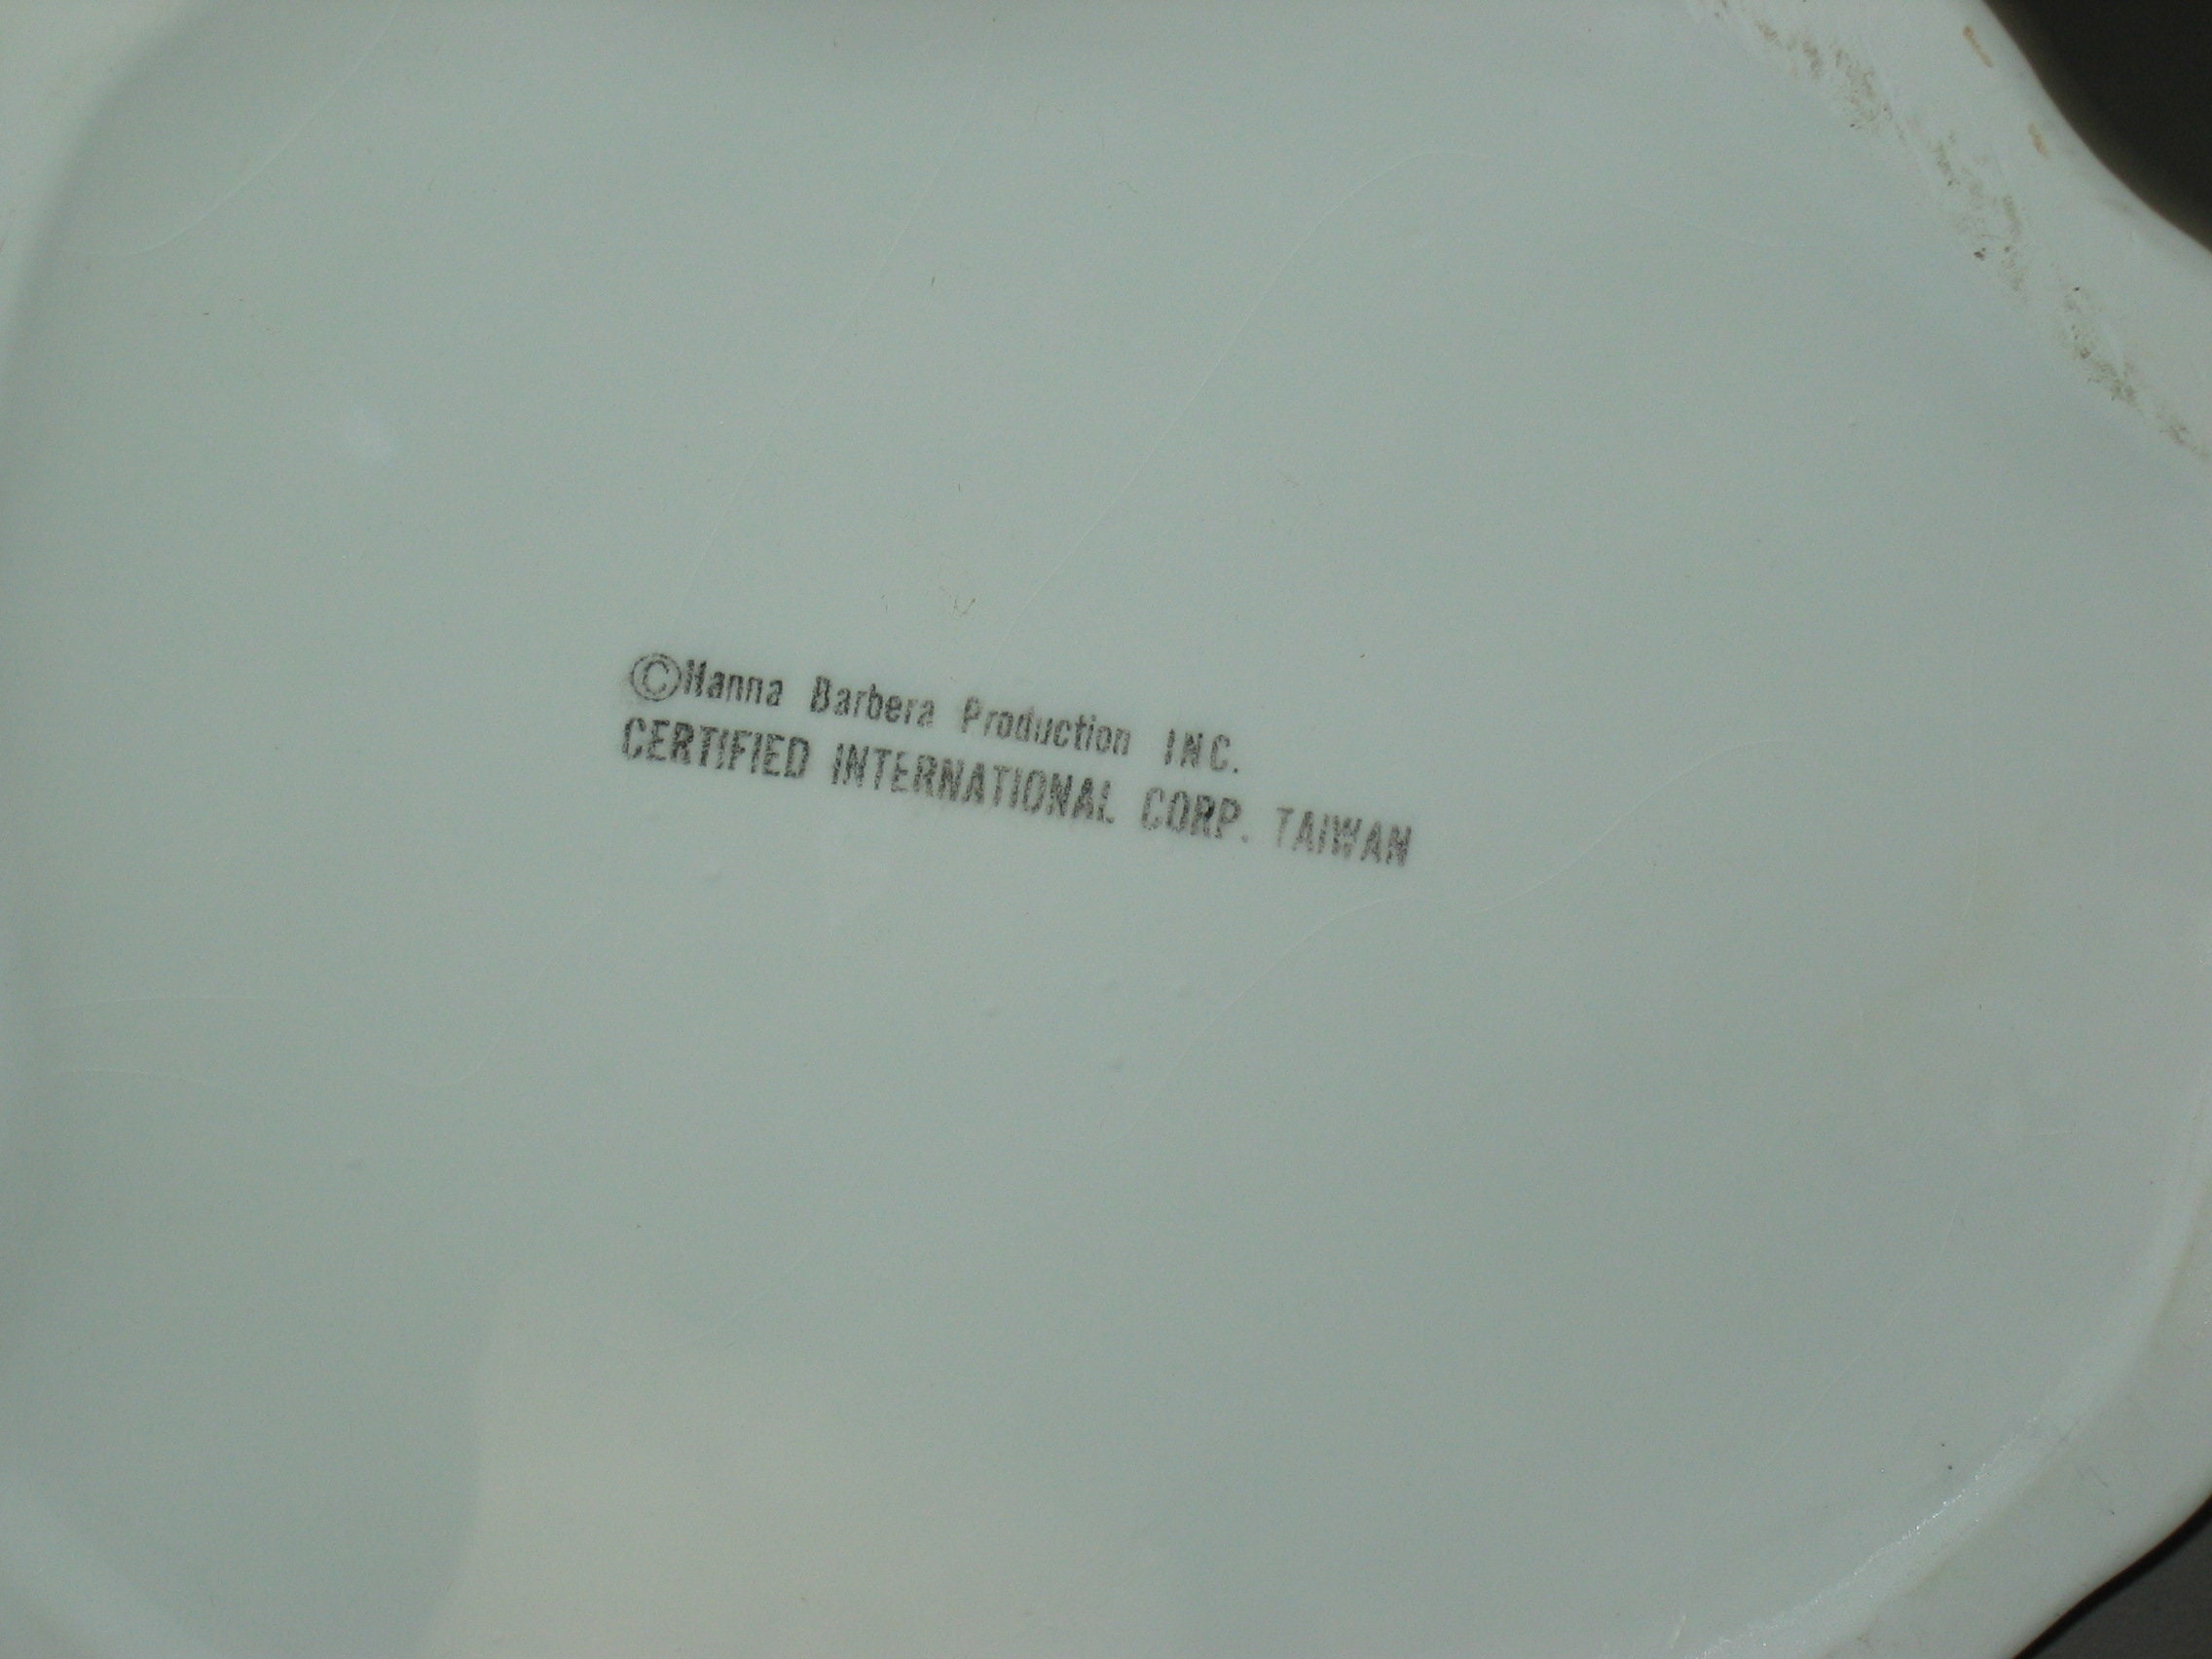 ©Hanna Barbera Production INC.
CERTIFIED INTERNATIONAL CORP. TAIWAN